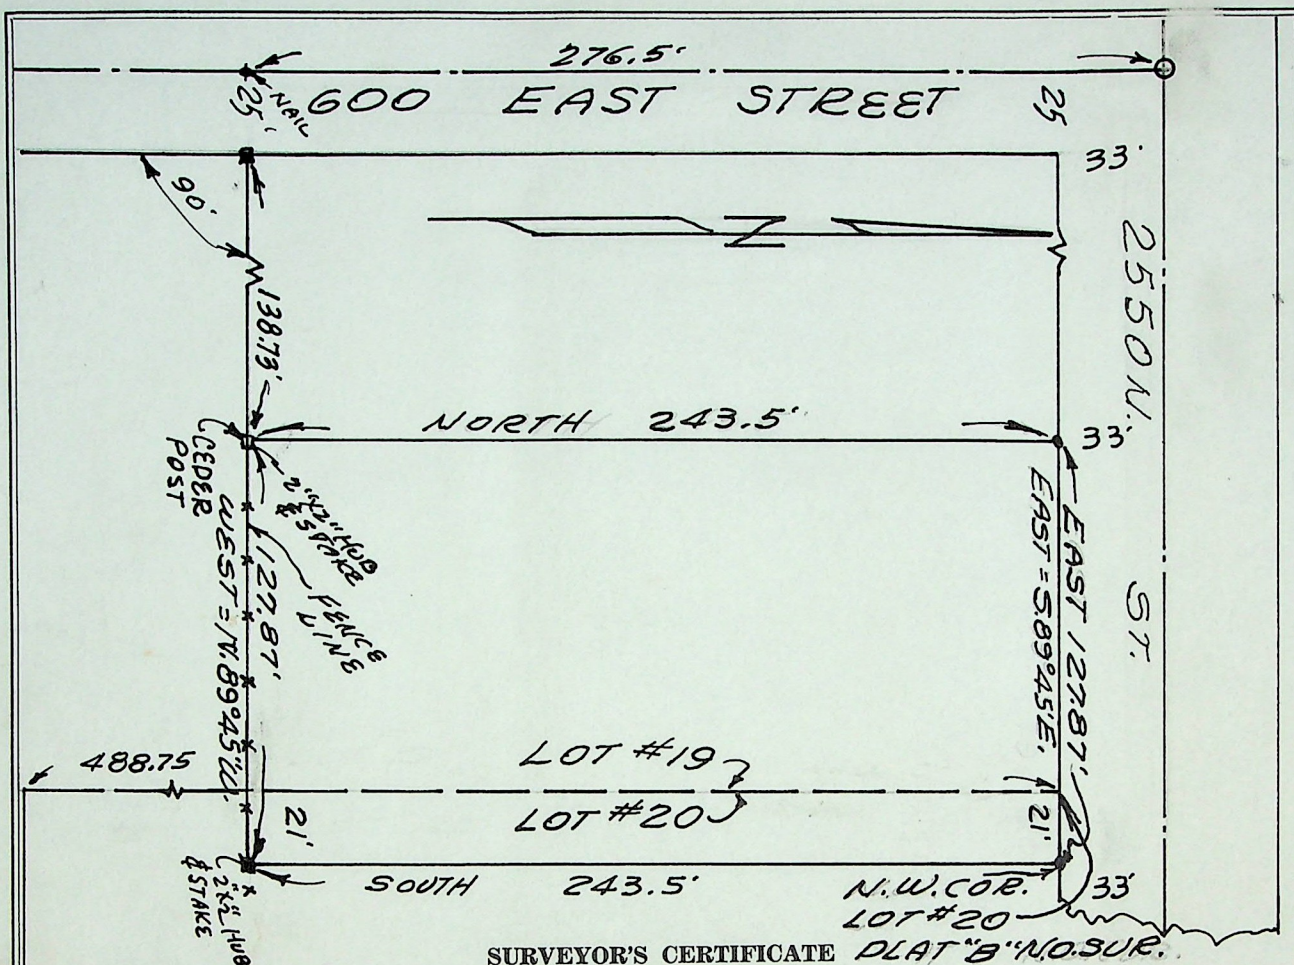 276.5'
600 EAST STREET
25'
NAIL
25
33'
90'
2550 N. ST.
138.73'
NORTH 243.5'
33'
CEDER
POST
2"X2" HUB
& STAKE
FENCE
LINE
127.87'
WEST = N.89°45'W.
EAST 127.87'
EAST = S.89°45'E.
488.75
LOT #19
LOT #20
21'
21'
2"X2" HUB
& STAKE
SOUTH 243.5'
N.W. COR.
LOT #20
PLAT "B" N.O. SUR.
33'
SURVEYOR'S CERTIFICATE